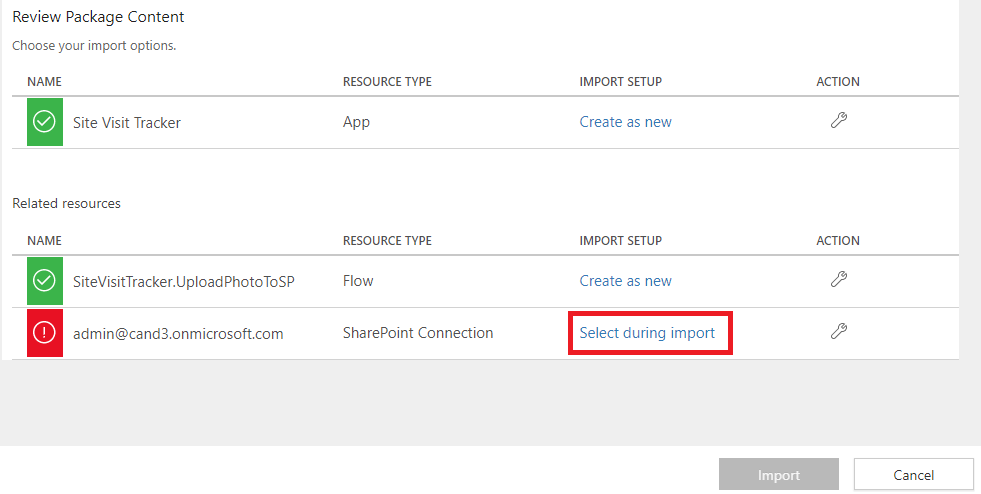 Review Package Content
Choose your import options.
NAME RESOURCE TYPE IMPORT SETUP ACTION
Site Visit Tracker App Create as new
Related resources
NAME RESOURCE TYPE IMPORT SETUP ACTION
SiteVisitTracker.UploadPhotoToSP Flow Create as new
admin@cand3.onmicrosoft.com SharePoint Connection Select during import
Import Cancel